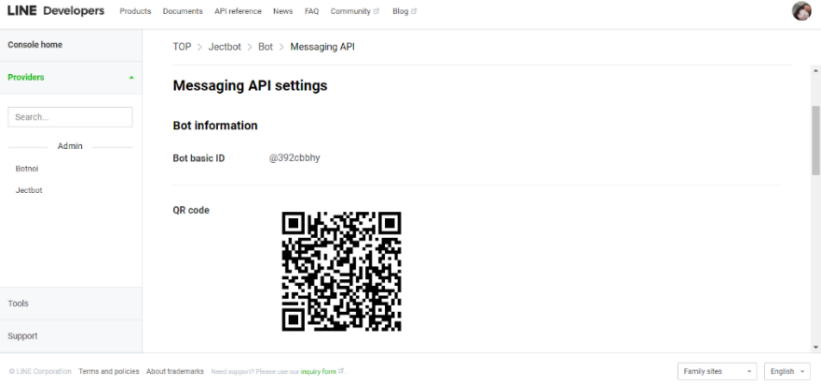 LINE Developers Products Documents API reference News FAQ Community Blog
Console home
Providers
Search...
Admin
Botnoi
Jectbot
Tools
Support
TOP > Jectbot > Bot > Messaging API
Messaging API settings
Bot information
Bot basic ID @392cbbhy
QR code
© LINE Corporation Terms and policies About trademarks Need support? Please use our inquiry form.
Family sites English